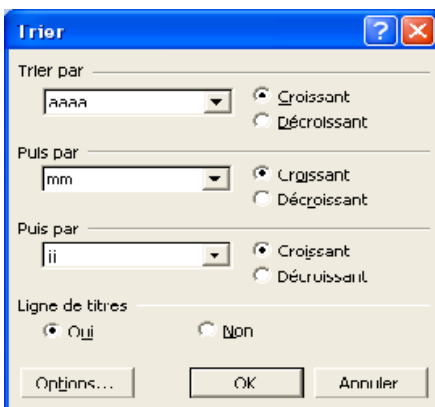 Trier
Trier par
aaaa
Croissant
Décroissant
Puis par
mm
Croissant
Décroissant
Puis par
jj
Croissant
Décroissant
Ligne de titres
Oui
Non
Options...
OK
Annuler